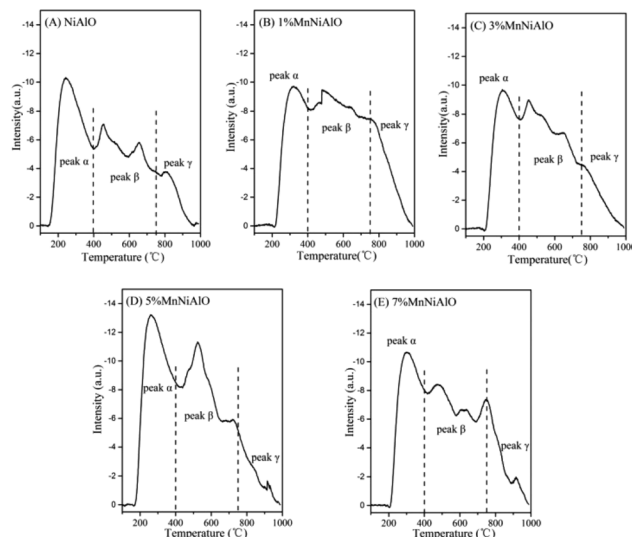 (A) NiAlO
-14
-12
-10
-8
-6
-4
-2
0
Intensity(a.u.)
peak α
peak β
peak γ
200 400 600 800 1000
Temperature(℃)
(B) 1%MnNiAlO
-14
-12
-10
-8
-6
-4
-2
0
Intensity(a.u.)
peak α
peak β
peak γ
200 400 600 800 1000
Temperature(℃)
(C) 3%MnNiAlO
-14
-12
-10
-8
-6
-4
-2
0
Intensity(a.u.)
peak α
peak β
peak γ
200 400 600 800 1000
Temperature(℃)
(D) 5%MnNiAlO
-14
-12
-10
-8
-6
-4
-2
0
Intensity (a.u.)
peak α
peak β
peak γ
200 400 600 800 1000
Temperature (℃)
(E) 7%MnNiAlO
-14
-12
-10
-8
-6
-4
-2
0
Intensity (a.u.)
peak α
peak β
peak γ
200 400 600 800 1000
Temperature (℃)